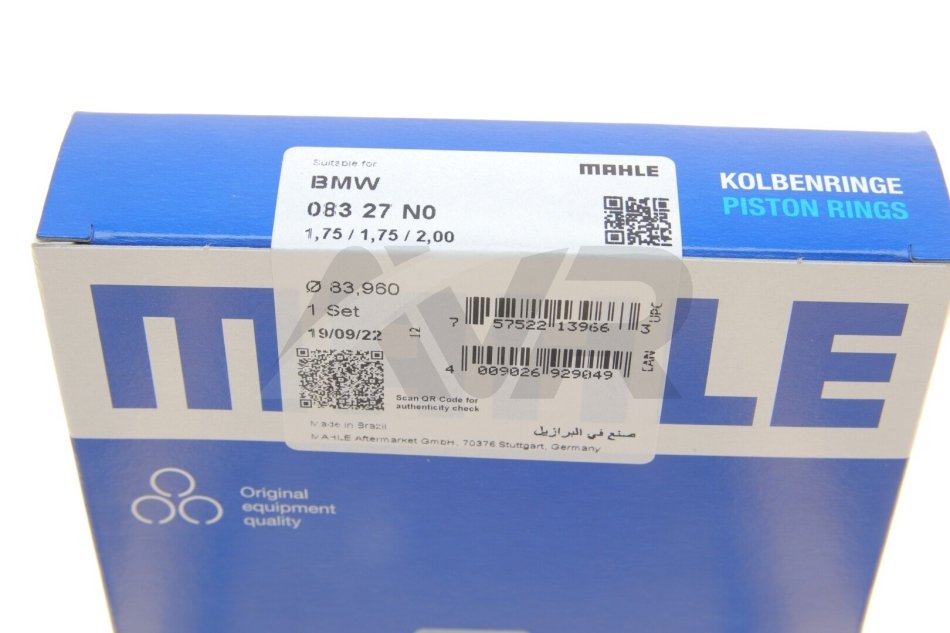 Suitable for
BMW
083 27 N0
1,75 / 1,75 / 2,00
MAHLE
KOLBENRINGE
PISTON RINGS
Ø 83,960
1 Set
19/09/22
12
7 57522 13966 3 UPC
4 009026 929049 EAN
Scan QR Code for
authenticity check
Made in Brazil
صنع في البرازيل
MAHLE Aftermarket GmbH, 70376 Stuttgart, Germany
MAHLE
AVR
Original
equipment
quality